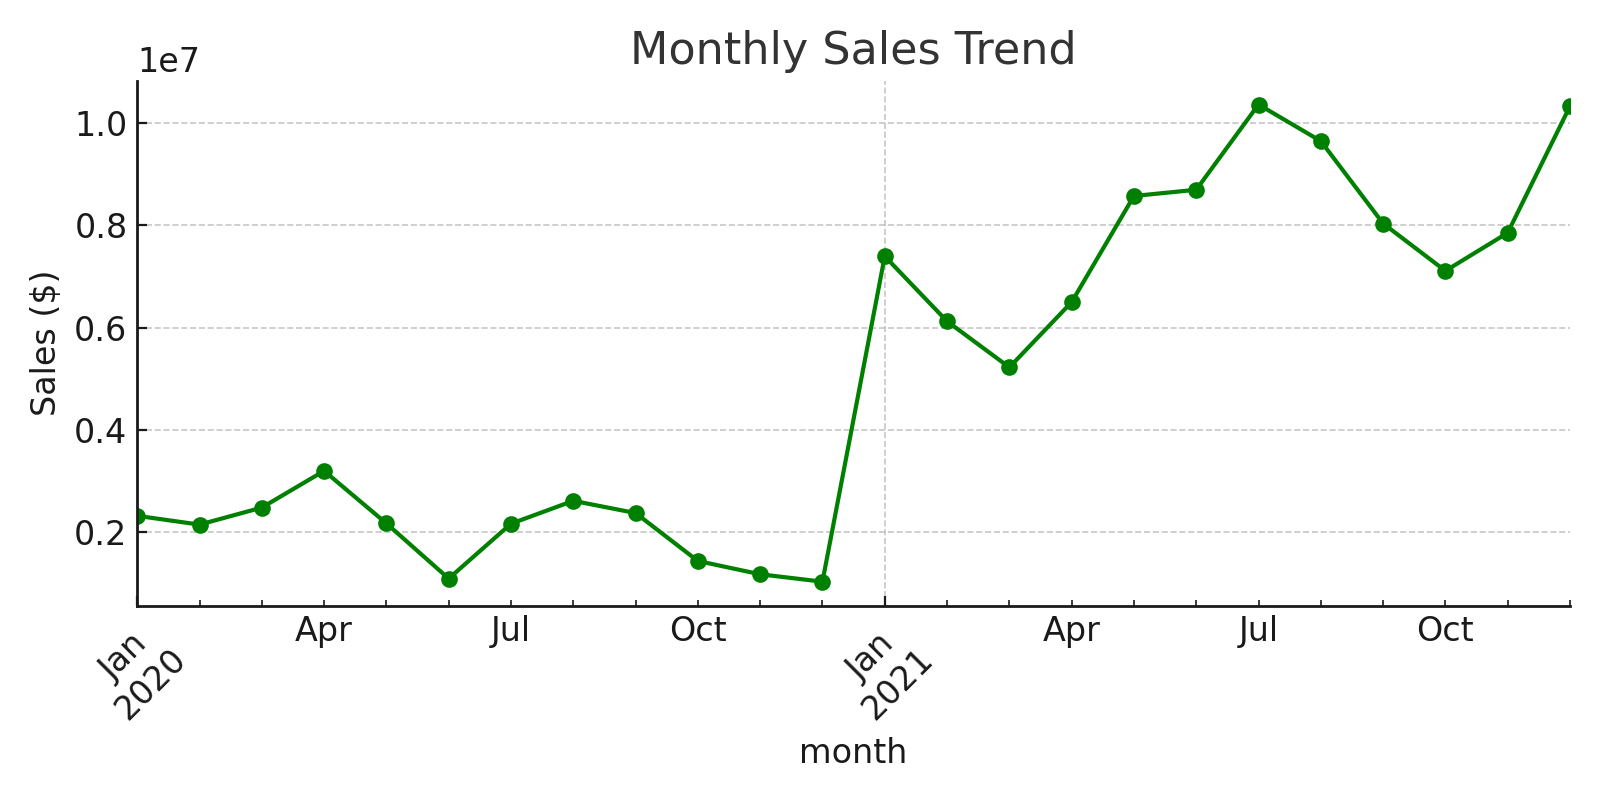 Monthly Sales Trend
1e7
1.0
0.8
0.6
0.4
0.2
Sales ($)
Jan
2020
Apr
Jul
Oct
Jan
2021
Apr
Jul
Oct
month